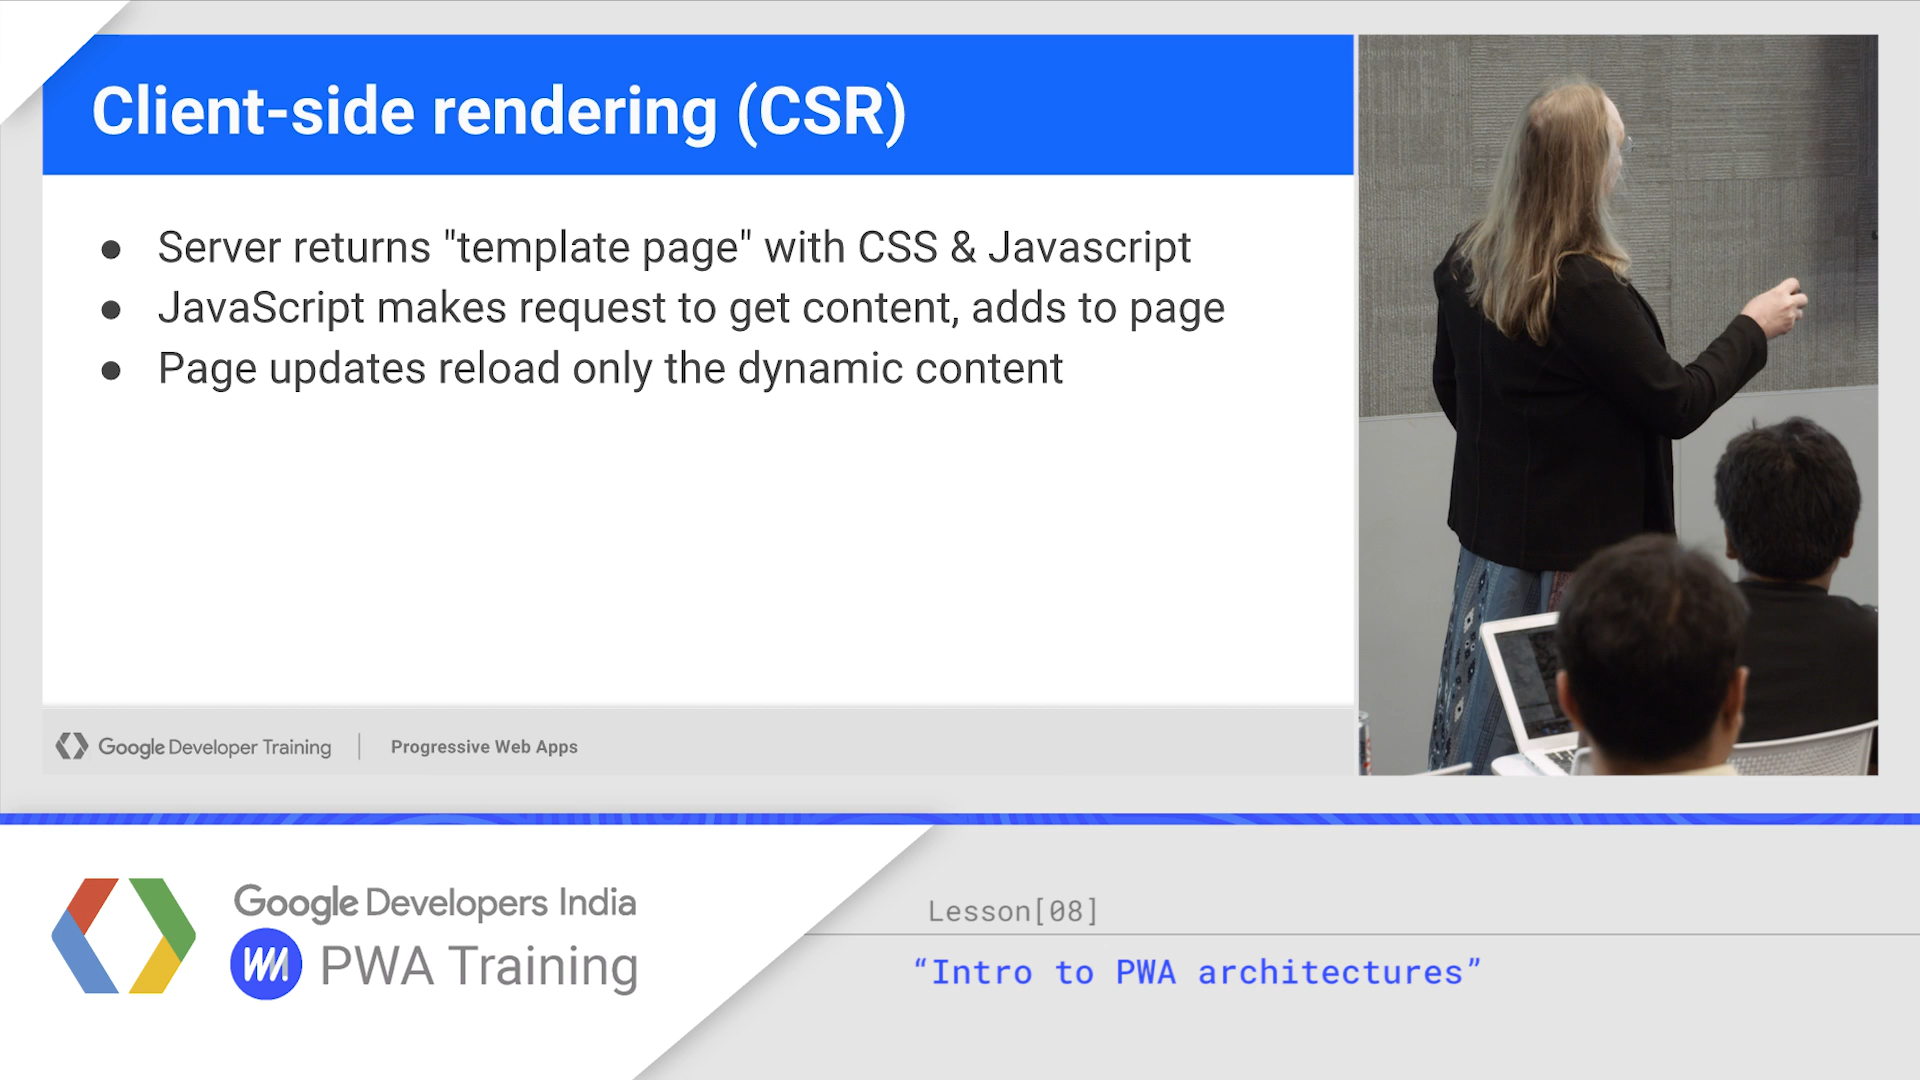 Client-side rendering (CSR)
● Server returns "template page" with CSS & Javascript
● JavaScript makes request to get content, adds to page
● Page updates reload only the dynamic content
Google Developer Training | Progressive Web Apps
Google Developers India
PWA Training
Lesson[08]
“Intro to PWA architectures”